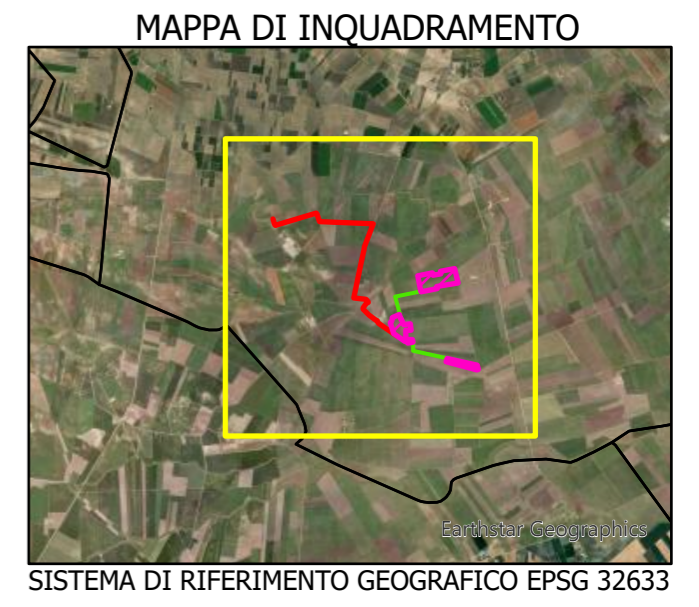 MAPPA DI INQUADRAMENTO
Earthstar Geographics
SISTEMA DI RIFERIMENTO GEOGRAFICO EPSG 32633